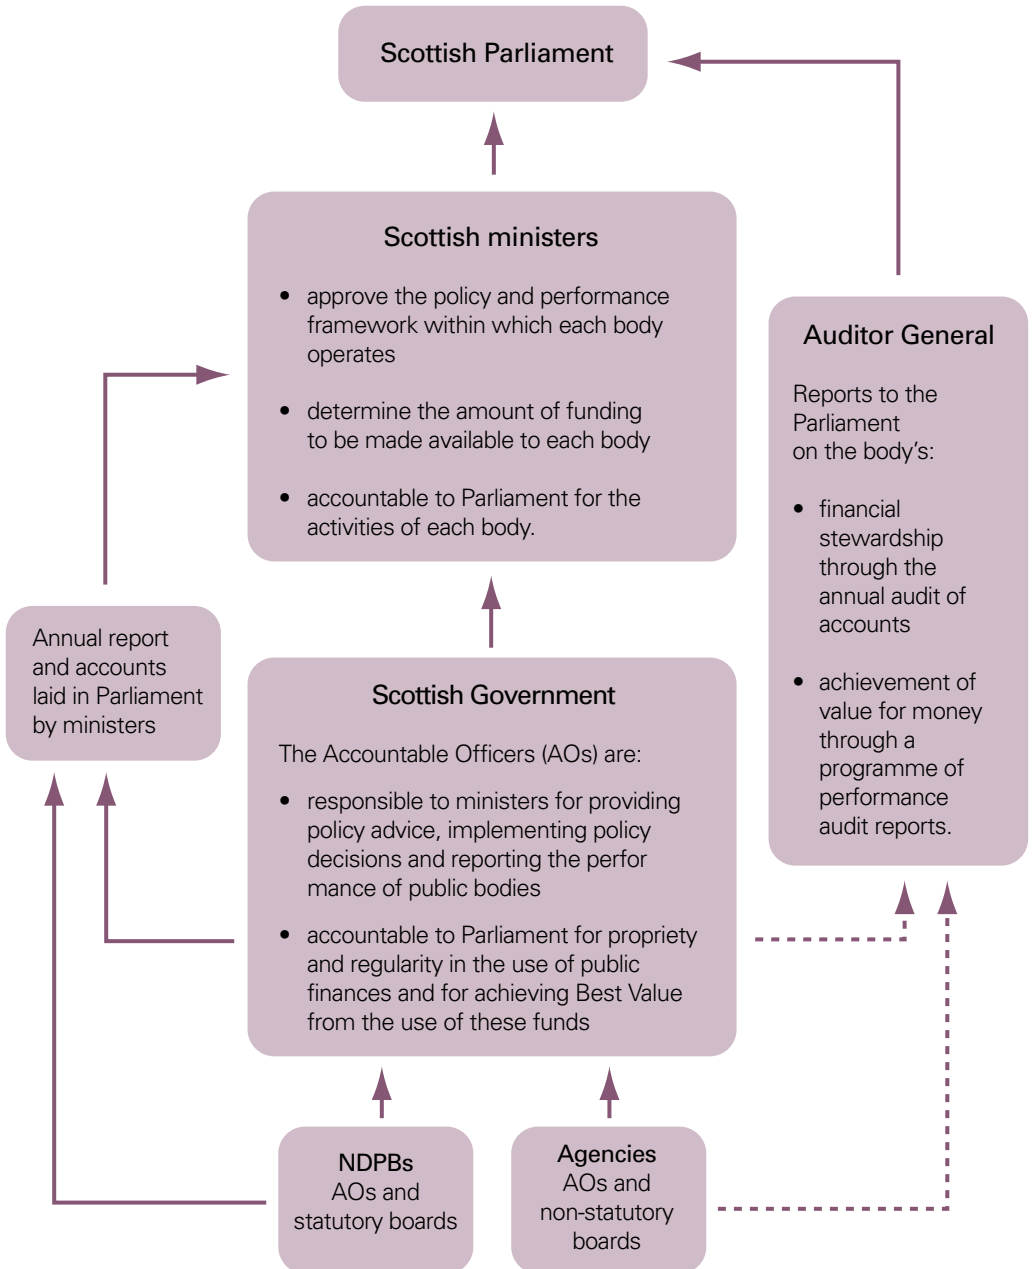 Scottish Parliament
Scottish ministers
• approve the policy and performance
framework within which each body
operates
• determine the amount of funding
to be made available to each body
• accountable to Parliament for the
activities of each body.
Auditor General
Reports to the
Parliament
on the body's:
• financial
stewardship
through the
annual audit of
accounts
• achievement of
value for money
through a
programme of
performance
audit reports.
Annual report
and accounts
laid in Parliament
by ministers
Scottish Government
The Accountable Officers (AOs) are:
• responsible to ministers for providing
policy advice, implementing policy
decisions and reporting the perfor
mance of public bodies
• accountable to Parliament for propriety
and regularity in the use of public
finances and for achieving Best Value
from the use of these funds
NDPBs
AOs and
statutory boards
Agencies
AOs and
non-statutory
boards